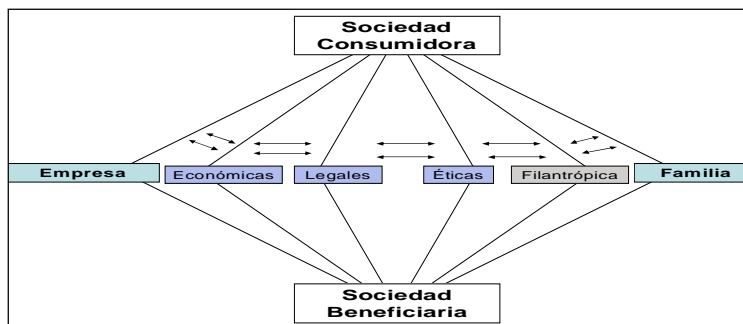 Sociedad
Consumidora
Empresa
Económicas
Legales
Éticas
Filantrópica
Familia
Sociedad
Beneficiaria